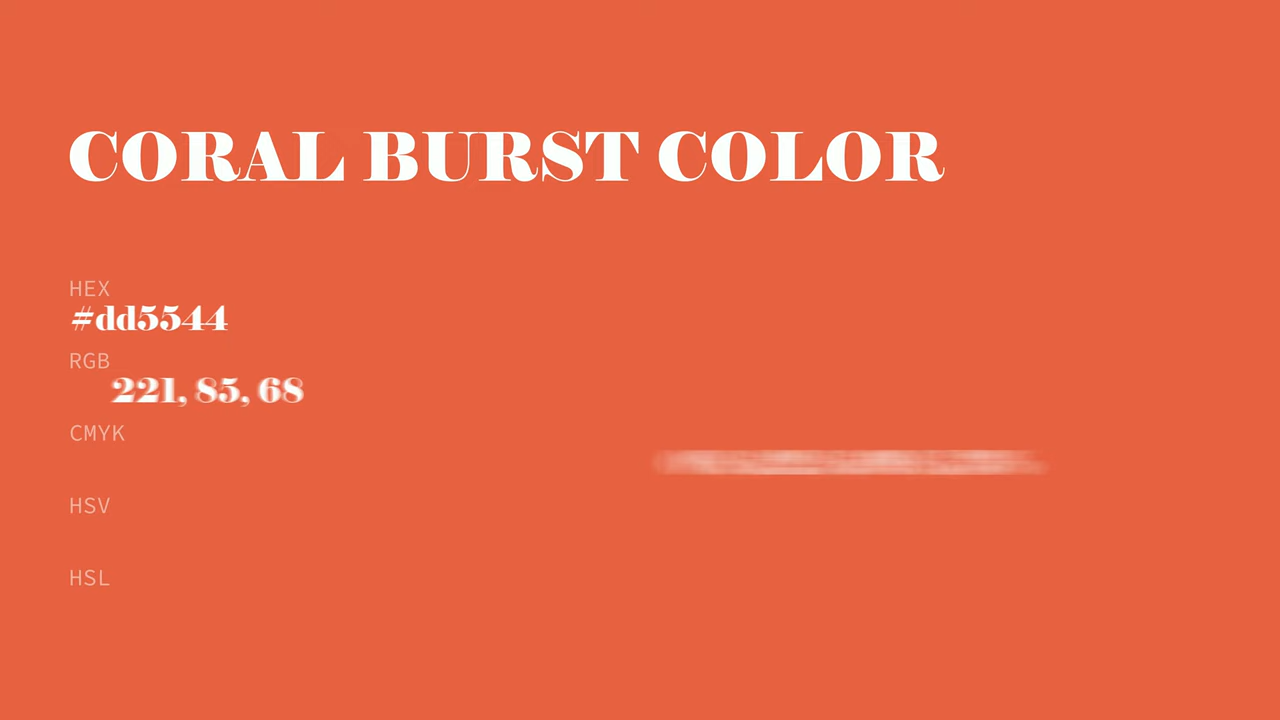 CORAL BURST COLOR
HEX
#dd5544
RGB
221, 85, 68
CMYK
HSV
HSL